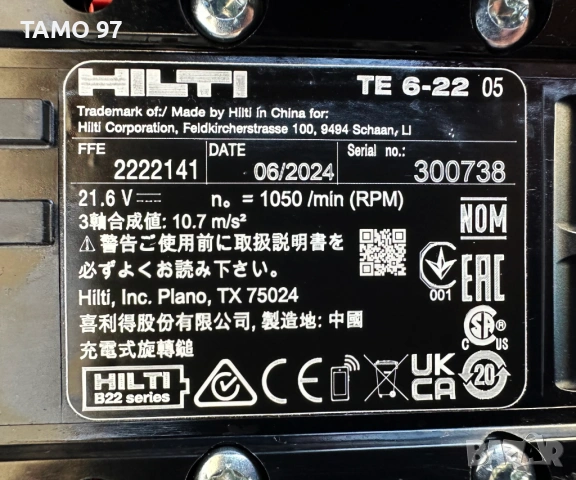 TAMO 97
HILTI TE 6-22 05
Trademark of:/ Made by Hilti in China for:
Hilti Corporation, Feldkircherstrasse 100, 9494 Schaan, LI
FFE DATE Serial no.:
2222141 06/2024 300738
21.6 V n₀ = 1050 /min (RPM)
3軸合成値: 10.7 m/s²
⚠警告ご使用前に取扱説明書を
必ずよくお読み下さい。
Hilti, Inc. Plano, TX 75024
喜利得股份有限公司, 製造地: 中國
充電式旋轉鎚
NOM
001
EAC
C US
HILTI
B22 series
UK
CA
20
BAZAR